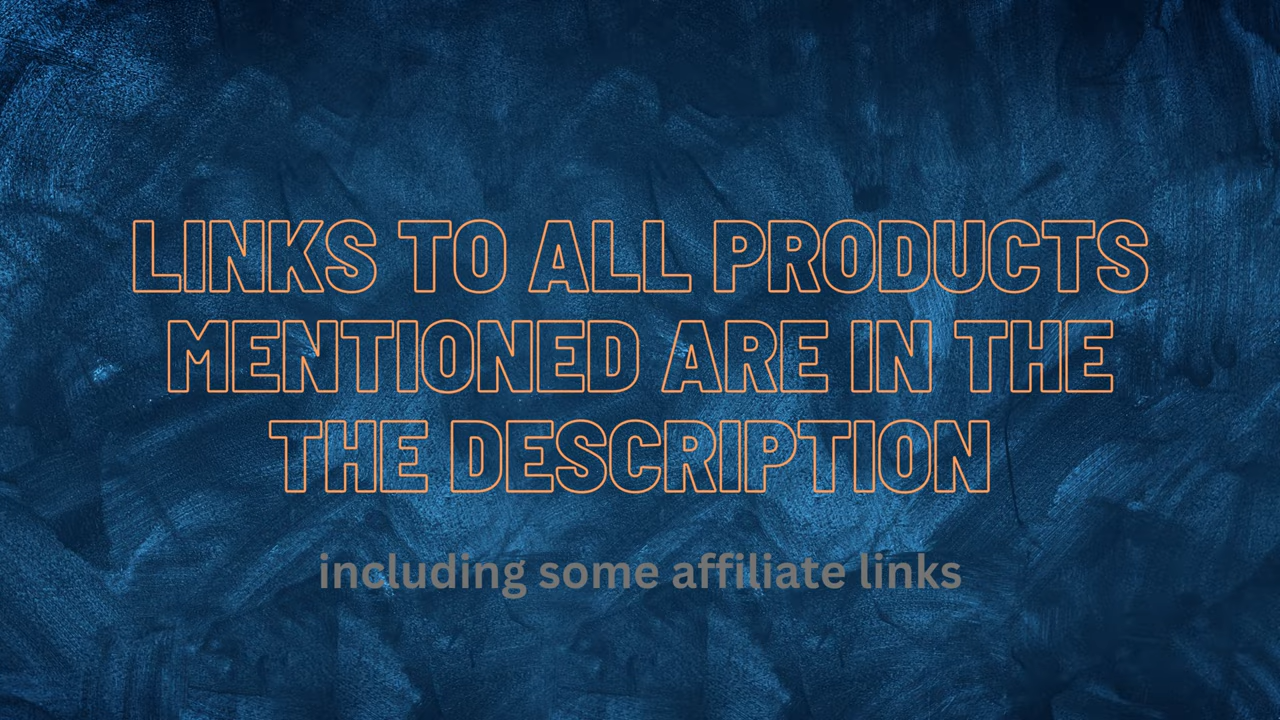 LINKS TO ALL PRODUCTS
MENTIONED ARE IN THE
THE DESCRIPTION
including some affiliate links